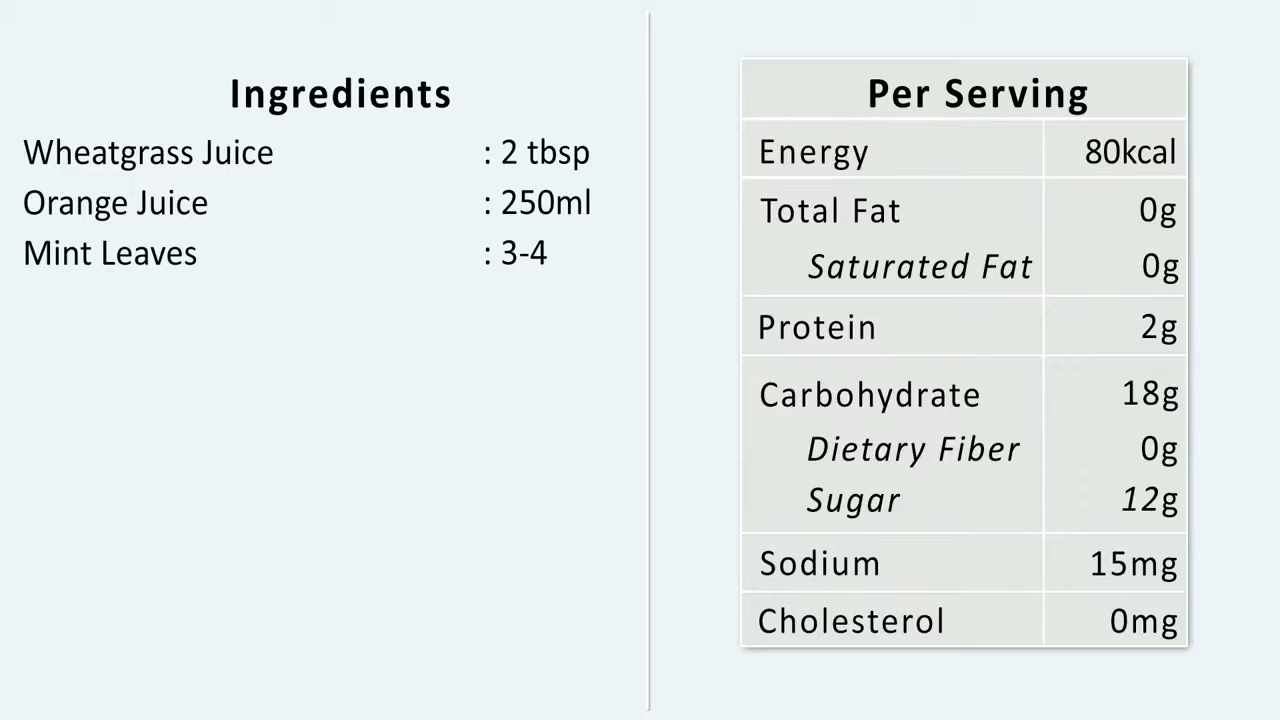 Ingredients
Wheatgrass Juice : 2 tbsp
Orange Juice : 250ml
Mint Leaves : 3-4
Per Serving
Energy 80kcal
Total Fat 0g
Saturated Fat 0g
Protein 2g
Carbohydrate 18g
Dietary Fiber 0g
Sugar 12g
Sodium 15mg
Cholesterol 0mg